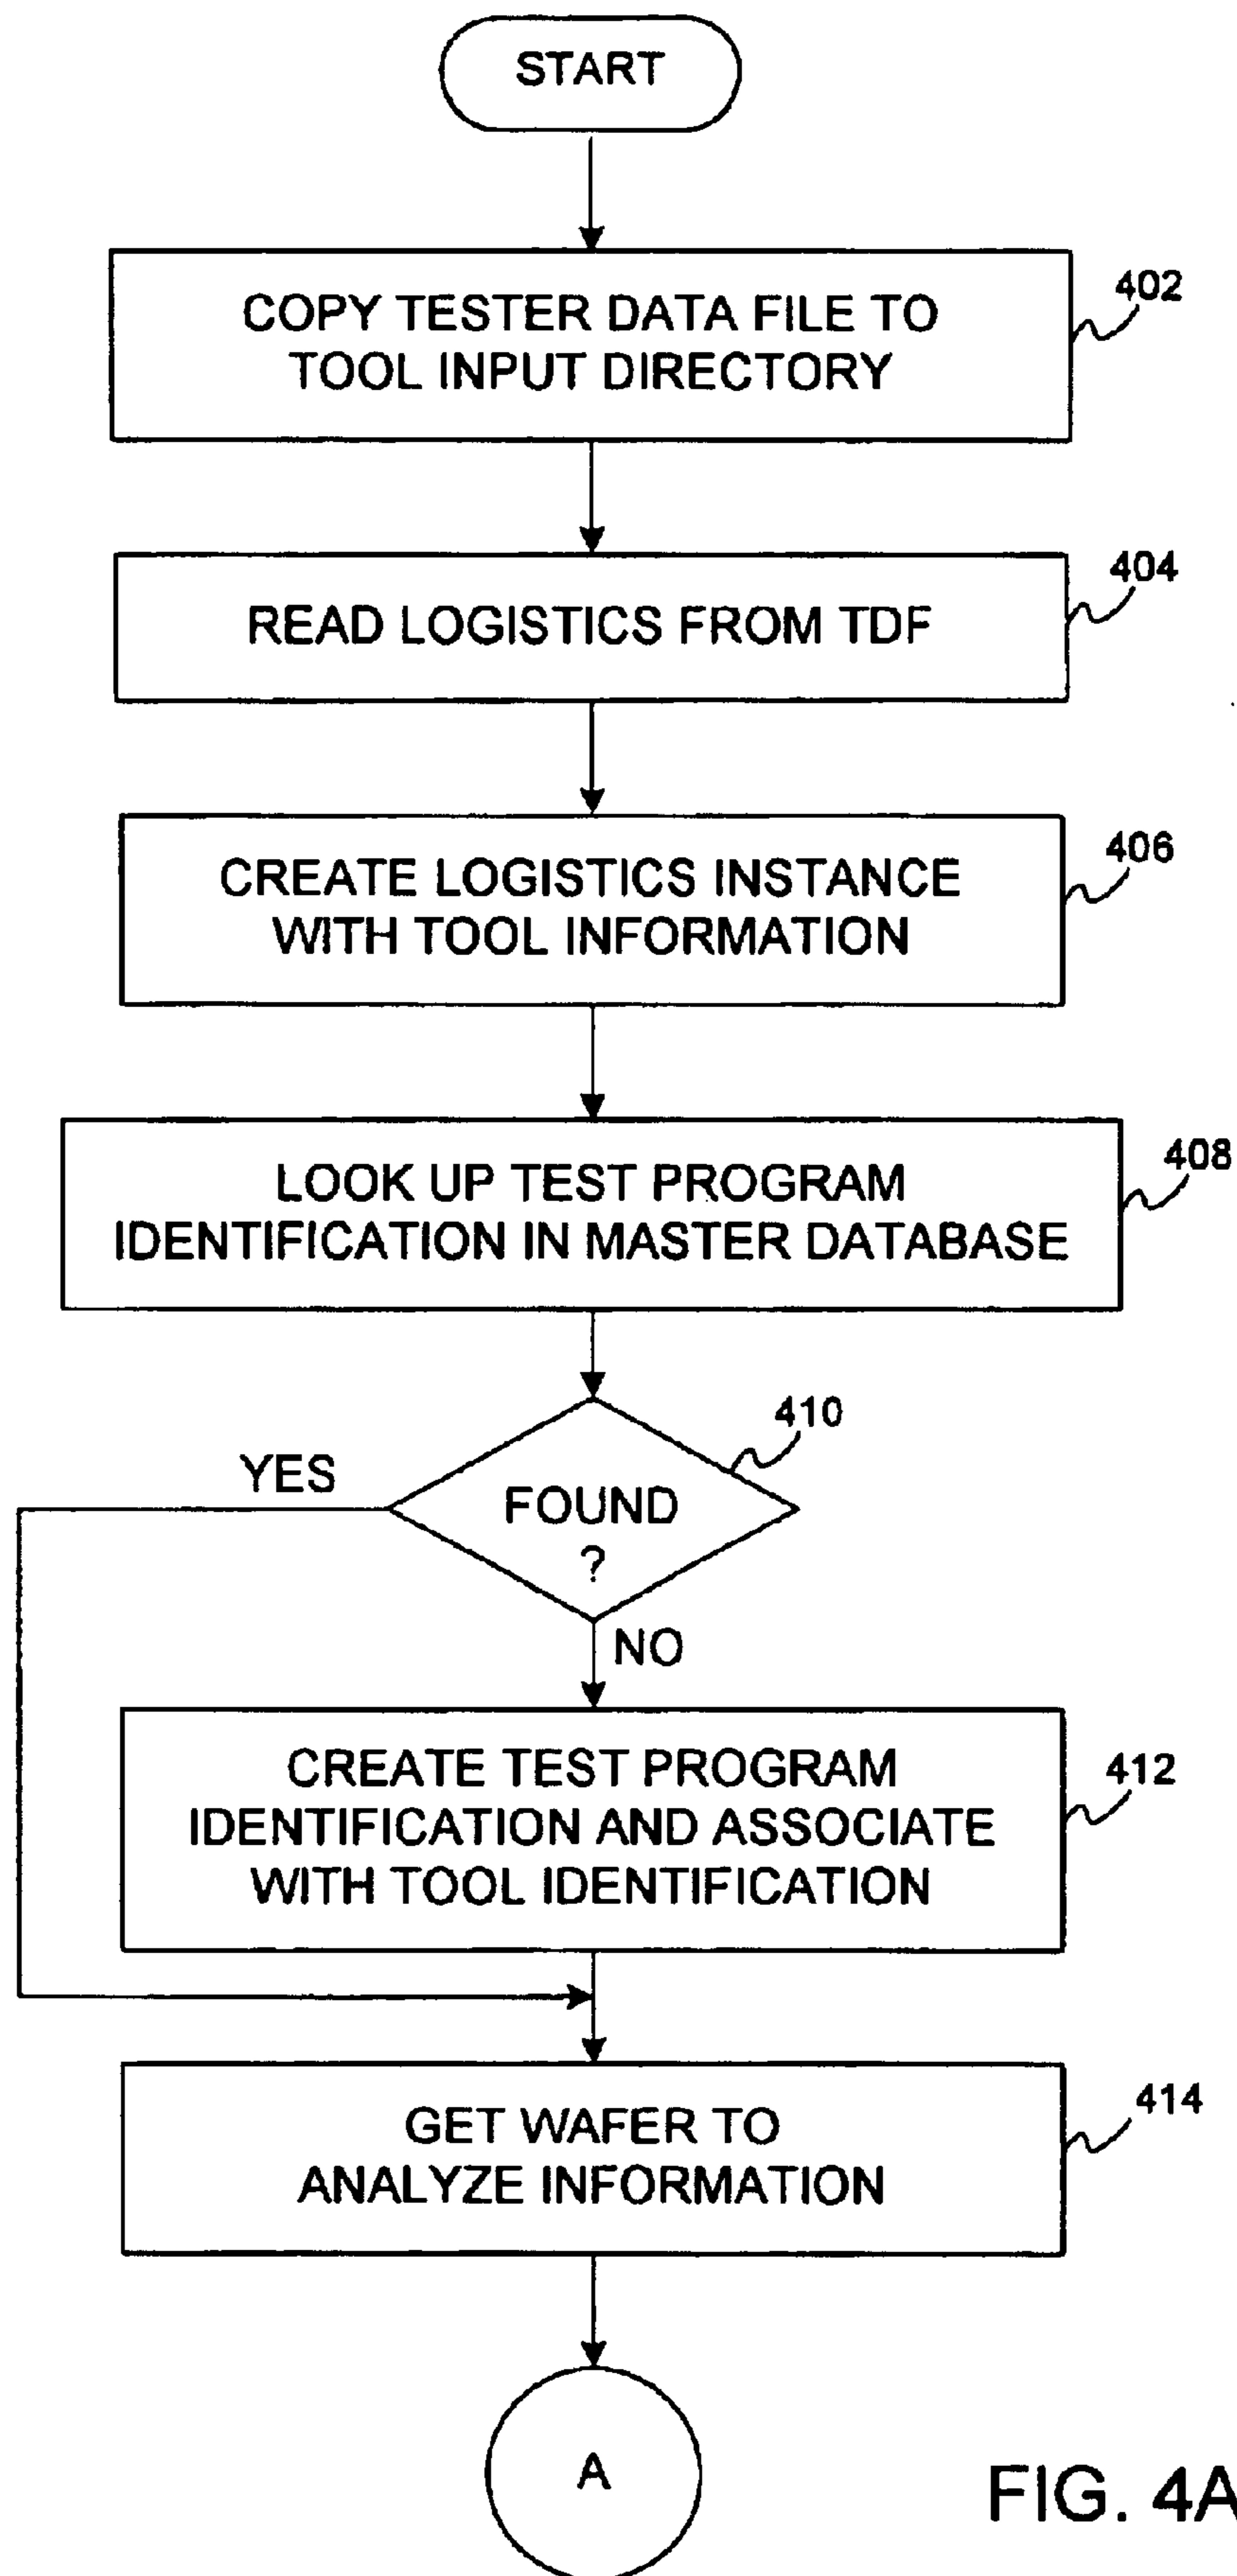 START
COPY TESTER DATA FILE TO
TOOL INPUT DIRECTORY
402
READ LOGISTICS FROM TDF
404
CREATE LOGISTICS INSTANCE
WITH TOOL INFORMATION
406
LOOK UP TEST PROGRAM
IDENTIFICATION IN MASTER DATABASE
408
410
YES
FOUND
?
NO
CREATE TEST PROGRAM
IDENTIFICATION AND ASSOCIATE
WITH TOOL IDENTIFICATION
412
GET WAFER TO
ANALYZE INFORMATION
414
A
FIG. 4A